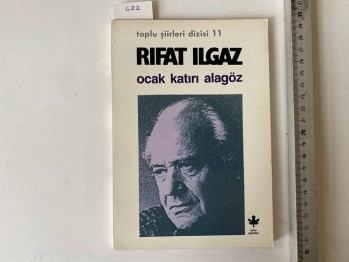 622
toplu şiirleri dizisi 11
RIFAT ILGAZ
ocak katırı alagöz